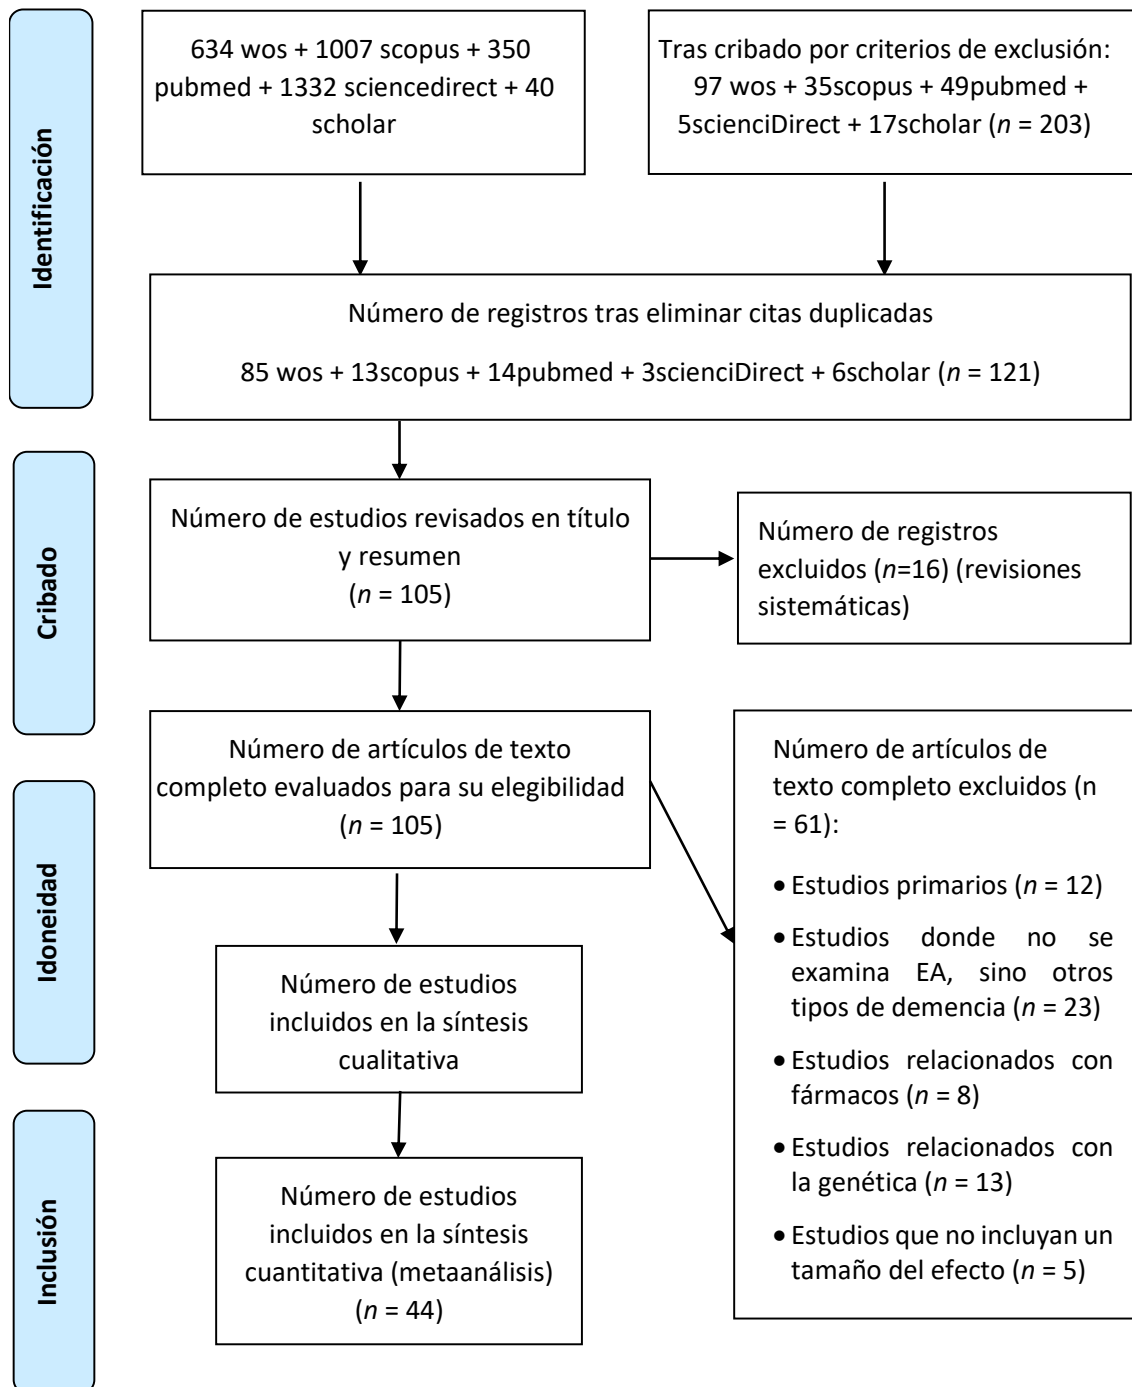 Identificación
634 wos + 1007 scopus + 350
pubmed + 1332 sciencedirect + 40
scholar
Tras cribado por criterios de exclusión:
97 wos + 35scopus + 49pubmed +
5scienciDirect + 17scholar (n = 203)
Número de registros tras eliminar citas duplicadas
85 wos + 13scopus + 14pubmed + 3scienciDirect + 6scholar (n = 121)
Cribado
Número de estudios revisados en título
y resumen
(n = 105)
Número de registros
excluidos (n=16) (revisiones
sistemáticas)
Idoneidad
Número de artículos de texto
completo evaluados para su elegibilidad
(n = 105)
Número de artículos de
texto completo excluidos (n
= 61):
• Estudios primarios (n = 12)
• Estudios donde no se
examina EA, sino otros
tipos de demencia (n = 23)
• Estudios relacionados con
fármacos (n = 8)
• Estudios relacionados con
la genética (n = 13)
• Estudios que no incluyan un
tamaño del efecto (n = 5)
Número de estudios
incluidos en la síntesis
cualitativa
Inclusión
Número de estudios
incluidos en la síntesis
cuantitativa (metaanálisis)
(n = 44)